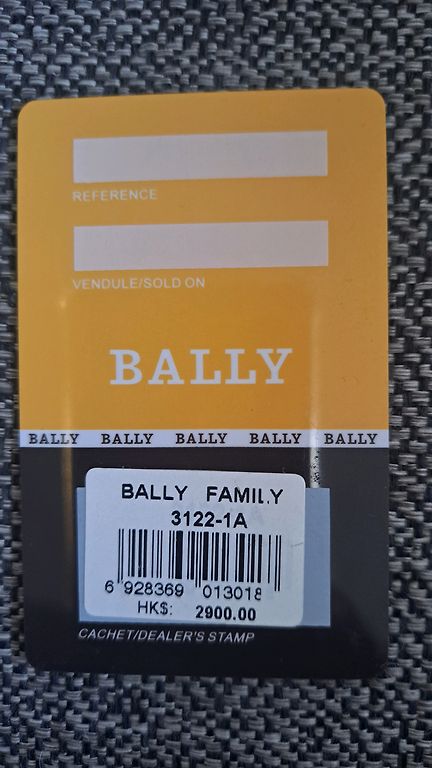 REFERENCE
VENDULE/SOLD ON
BALLY
BALLY BALLY BALLY BALLY BALLY
BALLY FAMILY
3122-1A
6 928369 013018
HK$: 2900.00
CACHET/DEALER'S STAMP